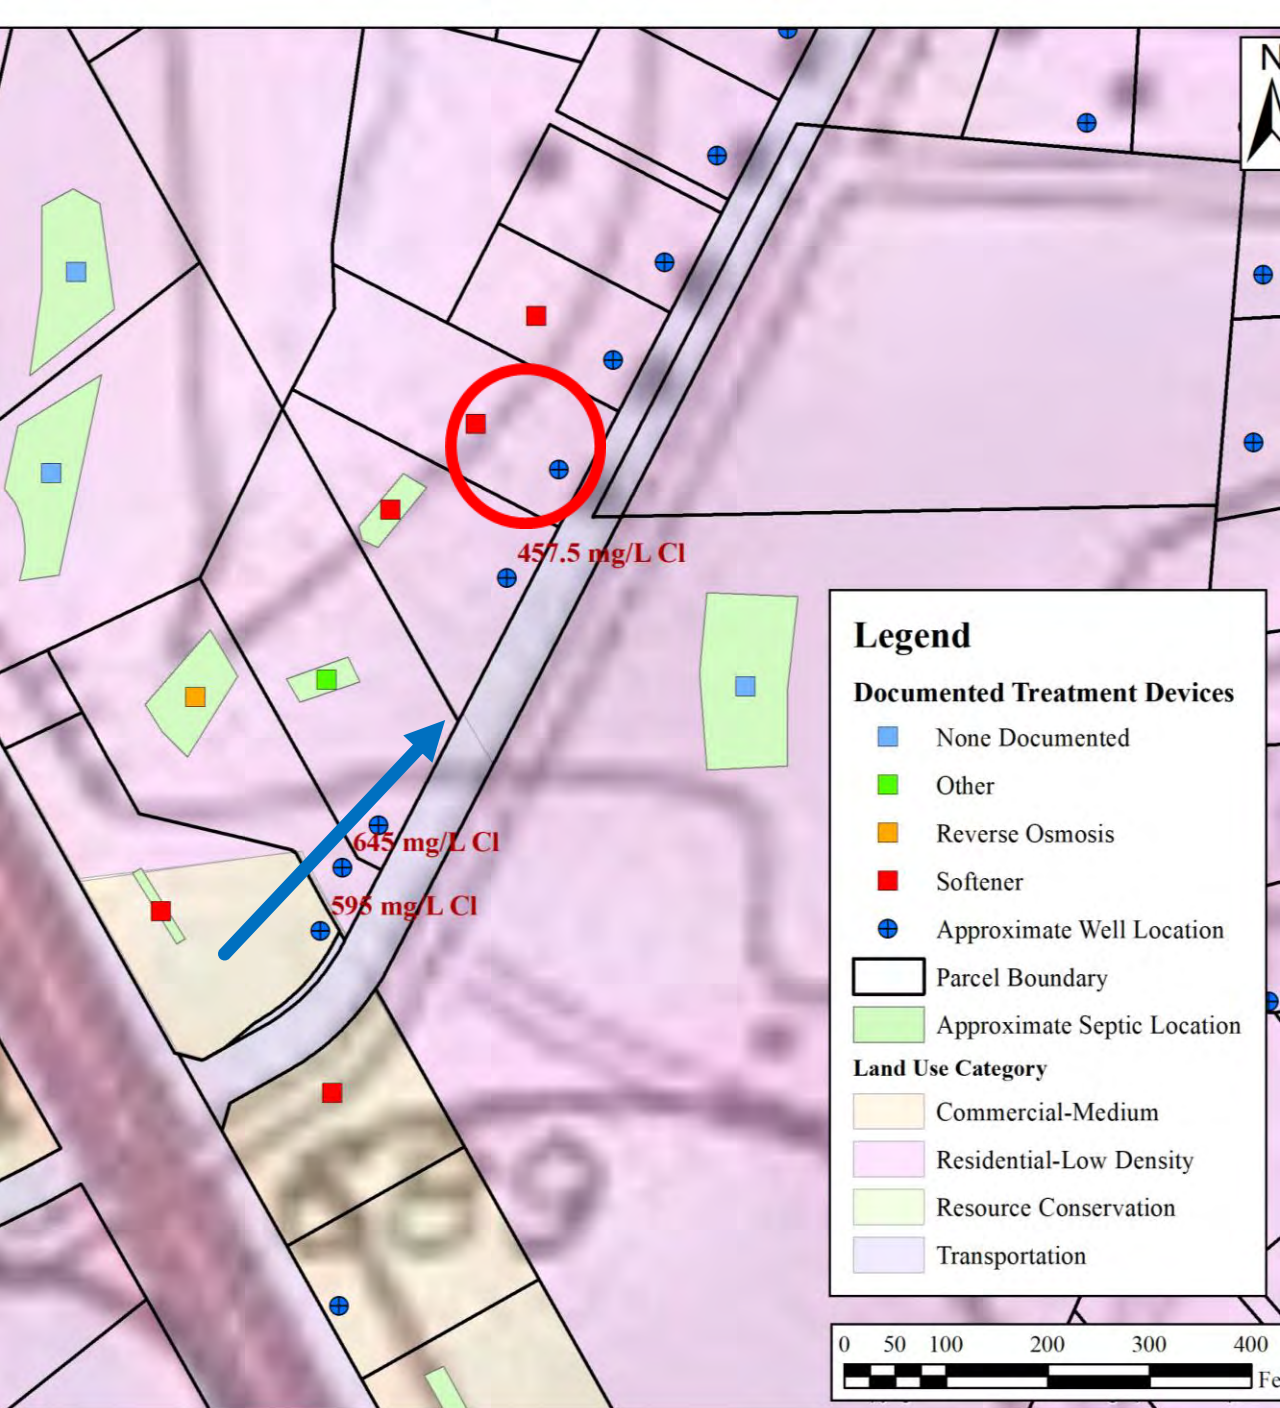 N
457.5 mg/L Cl
645 mg/L Cl
595 mg/L Cl
Legend
Documented Treatment Devices
None Documented
Other
Reverse Osmosis
Softener
Approximate Well Location
Parcel Boundary
Approximate Septic Location
Land Use Category
Commercial-Medium
Residential-Low Density
Resource Conservation
Transportation
0 50 100 200 300 400
Fe